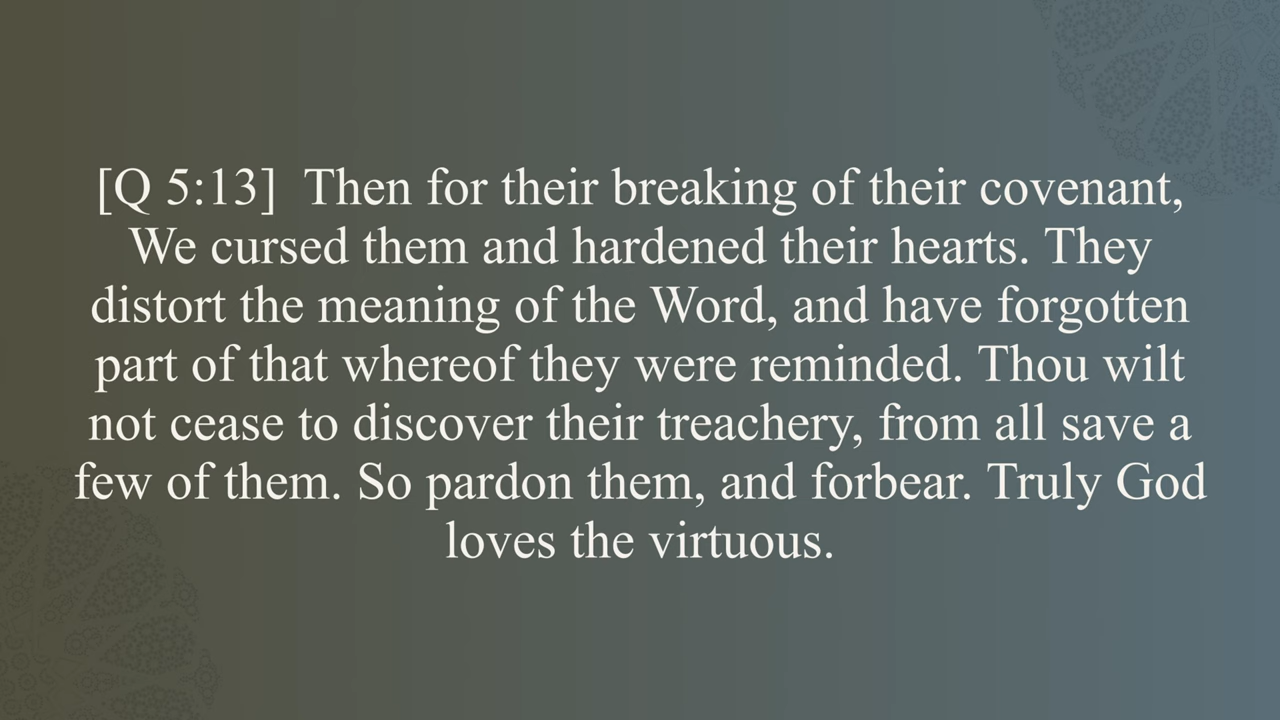 [Q 5:13]  Then for their breaking of their covenant,
We cursed them and hardened their hearts. They
distort the meaning of the Word, and have forgotten
part of that whereof they were reminded. Thou wilt
not cease to discover their treachery, from all save a
few of them. So pardon them, and forbear. Truly God
loves the virtuous.